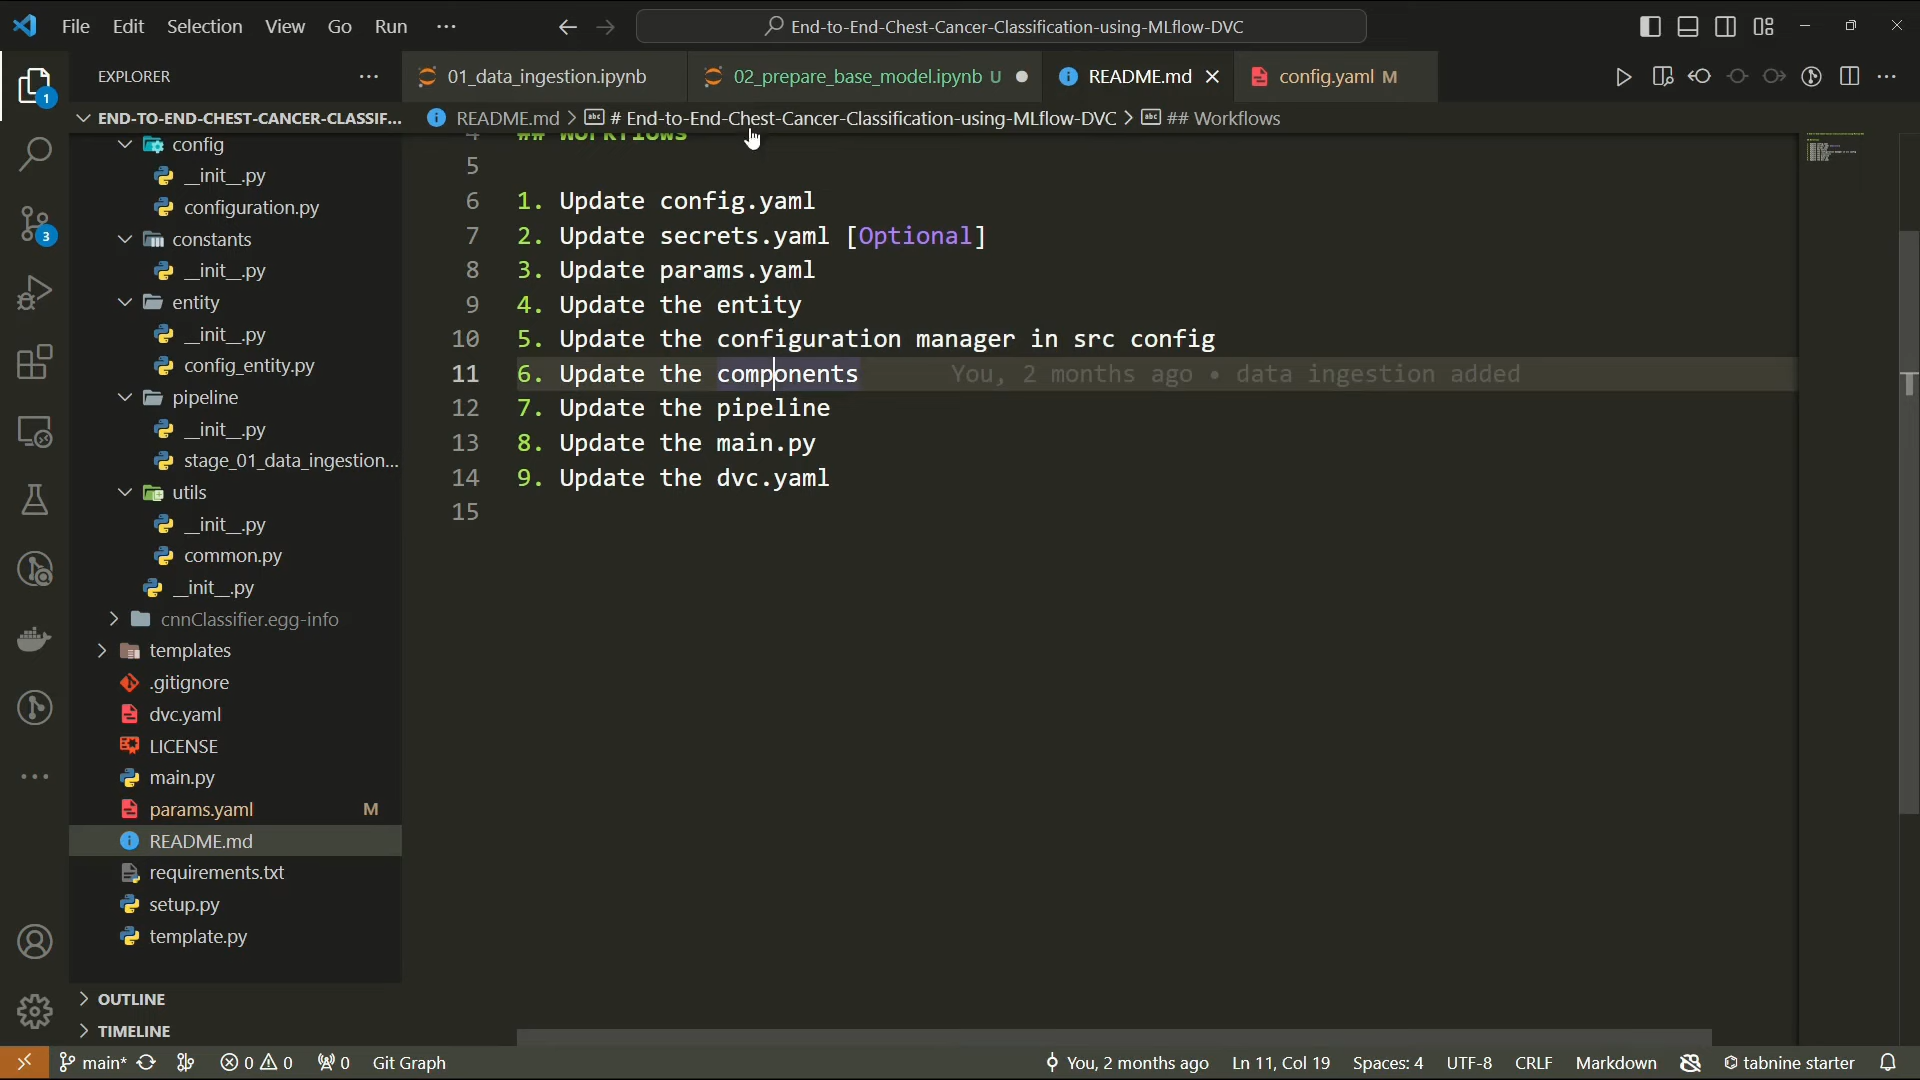 File Edit Selection View Go Run ...
End-to-End-Chest-Cancer-Classification-using-MLflow-DVC
EXPLORER
01_data_ingestion.ipynb
02_prepare_base_model.ipynb U
README.md
config.yaml M
END-TO-END-CHEST-CANCER-CLASSIF...
README.md > # End-to-End-Chest-Cancer-Classification-using-MLflow-DVC > ## Workflows
1
3
config
__init__.py
configuration.py
constants
__init__.py
entity
__init__.py
config_entity.py
pipeline
__init__.py
stage_01_data_ingestion...
utils
__init__.py
common.py
__init__.py
cnnClassifier.egg-info
templates
.gitignore
dvc.yaml
LICENSE
main.py
params.yaml M
README.md
requirements.txt
setup.py
template.py
OUTLINE
TIMELINE
4 ## Workflows
5
6 1. Update config.yaml
7 2. Update secrets.yaml [Optional]
8 3. Update params.yaml
9 4. Update the entity
10 5. Update the configuration manager in src config
11 6. Update the components You, 2 months ago • data ingestion added
12 7. Update the pipeline
13 8. Update the main.py
14 9. Update the dvc.yaml
15
main* 0 0 0 Git Graph You, 2 months ago Ln 11, Col 19 Spaces: 4 UTF-8 CRLF Markdown tabnine starter